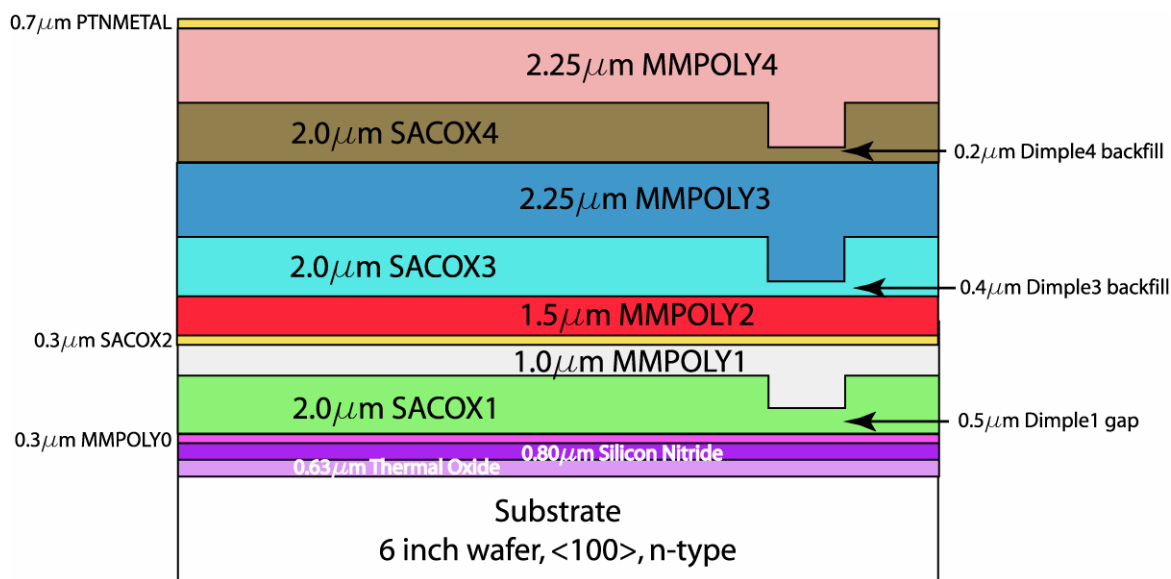 0.7μm PTNMETAL
2.25μm MMPOLY4
2.0μm SACOX4
0.2μm Dimple4 backfill
2.25μm MMPOLY3
2.0μm SACOX3
0.4μm Dimple3 backfill
1.5μm MMPOLY2
0.3μm SACOX2
1.0μm MMPOLY1
2.0μm SACOX1
0.5μm Dimple1 gap
0.3μm MMPOLY0
0.80μm Silicon Nitride
0.63μm Thermal Oxide
Substrate
6 inch wafer, <100>, n-type